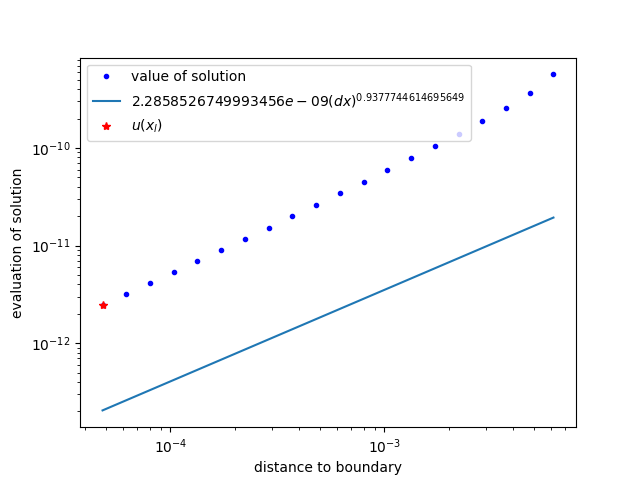 value of solution
2.2858526749993456e − 09(dx)^0.9377744614695649
u(x_l)
10^−10
10^−11
10^−12
evaluation of solution
10^−4 10^−3
distance to boundary